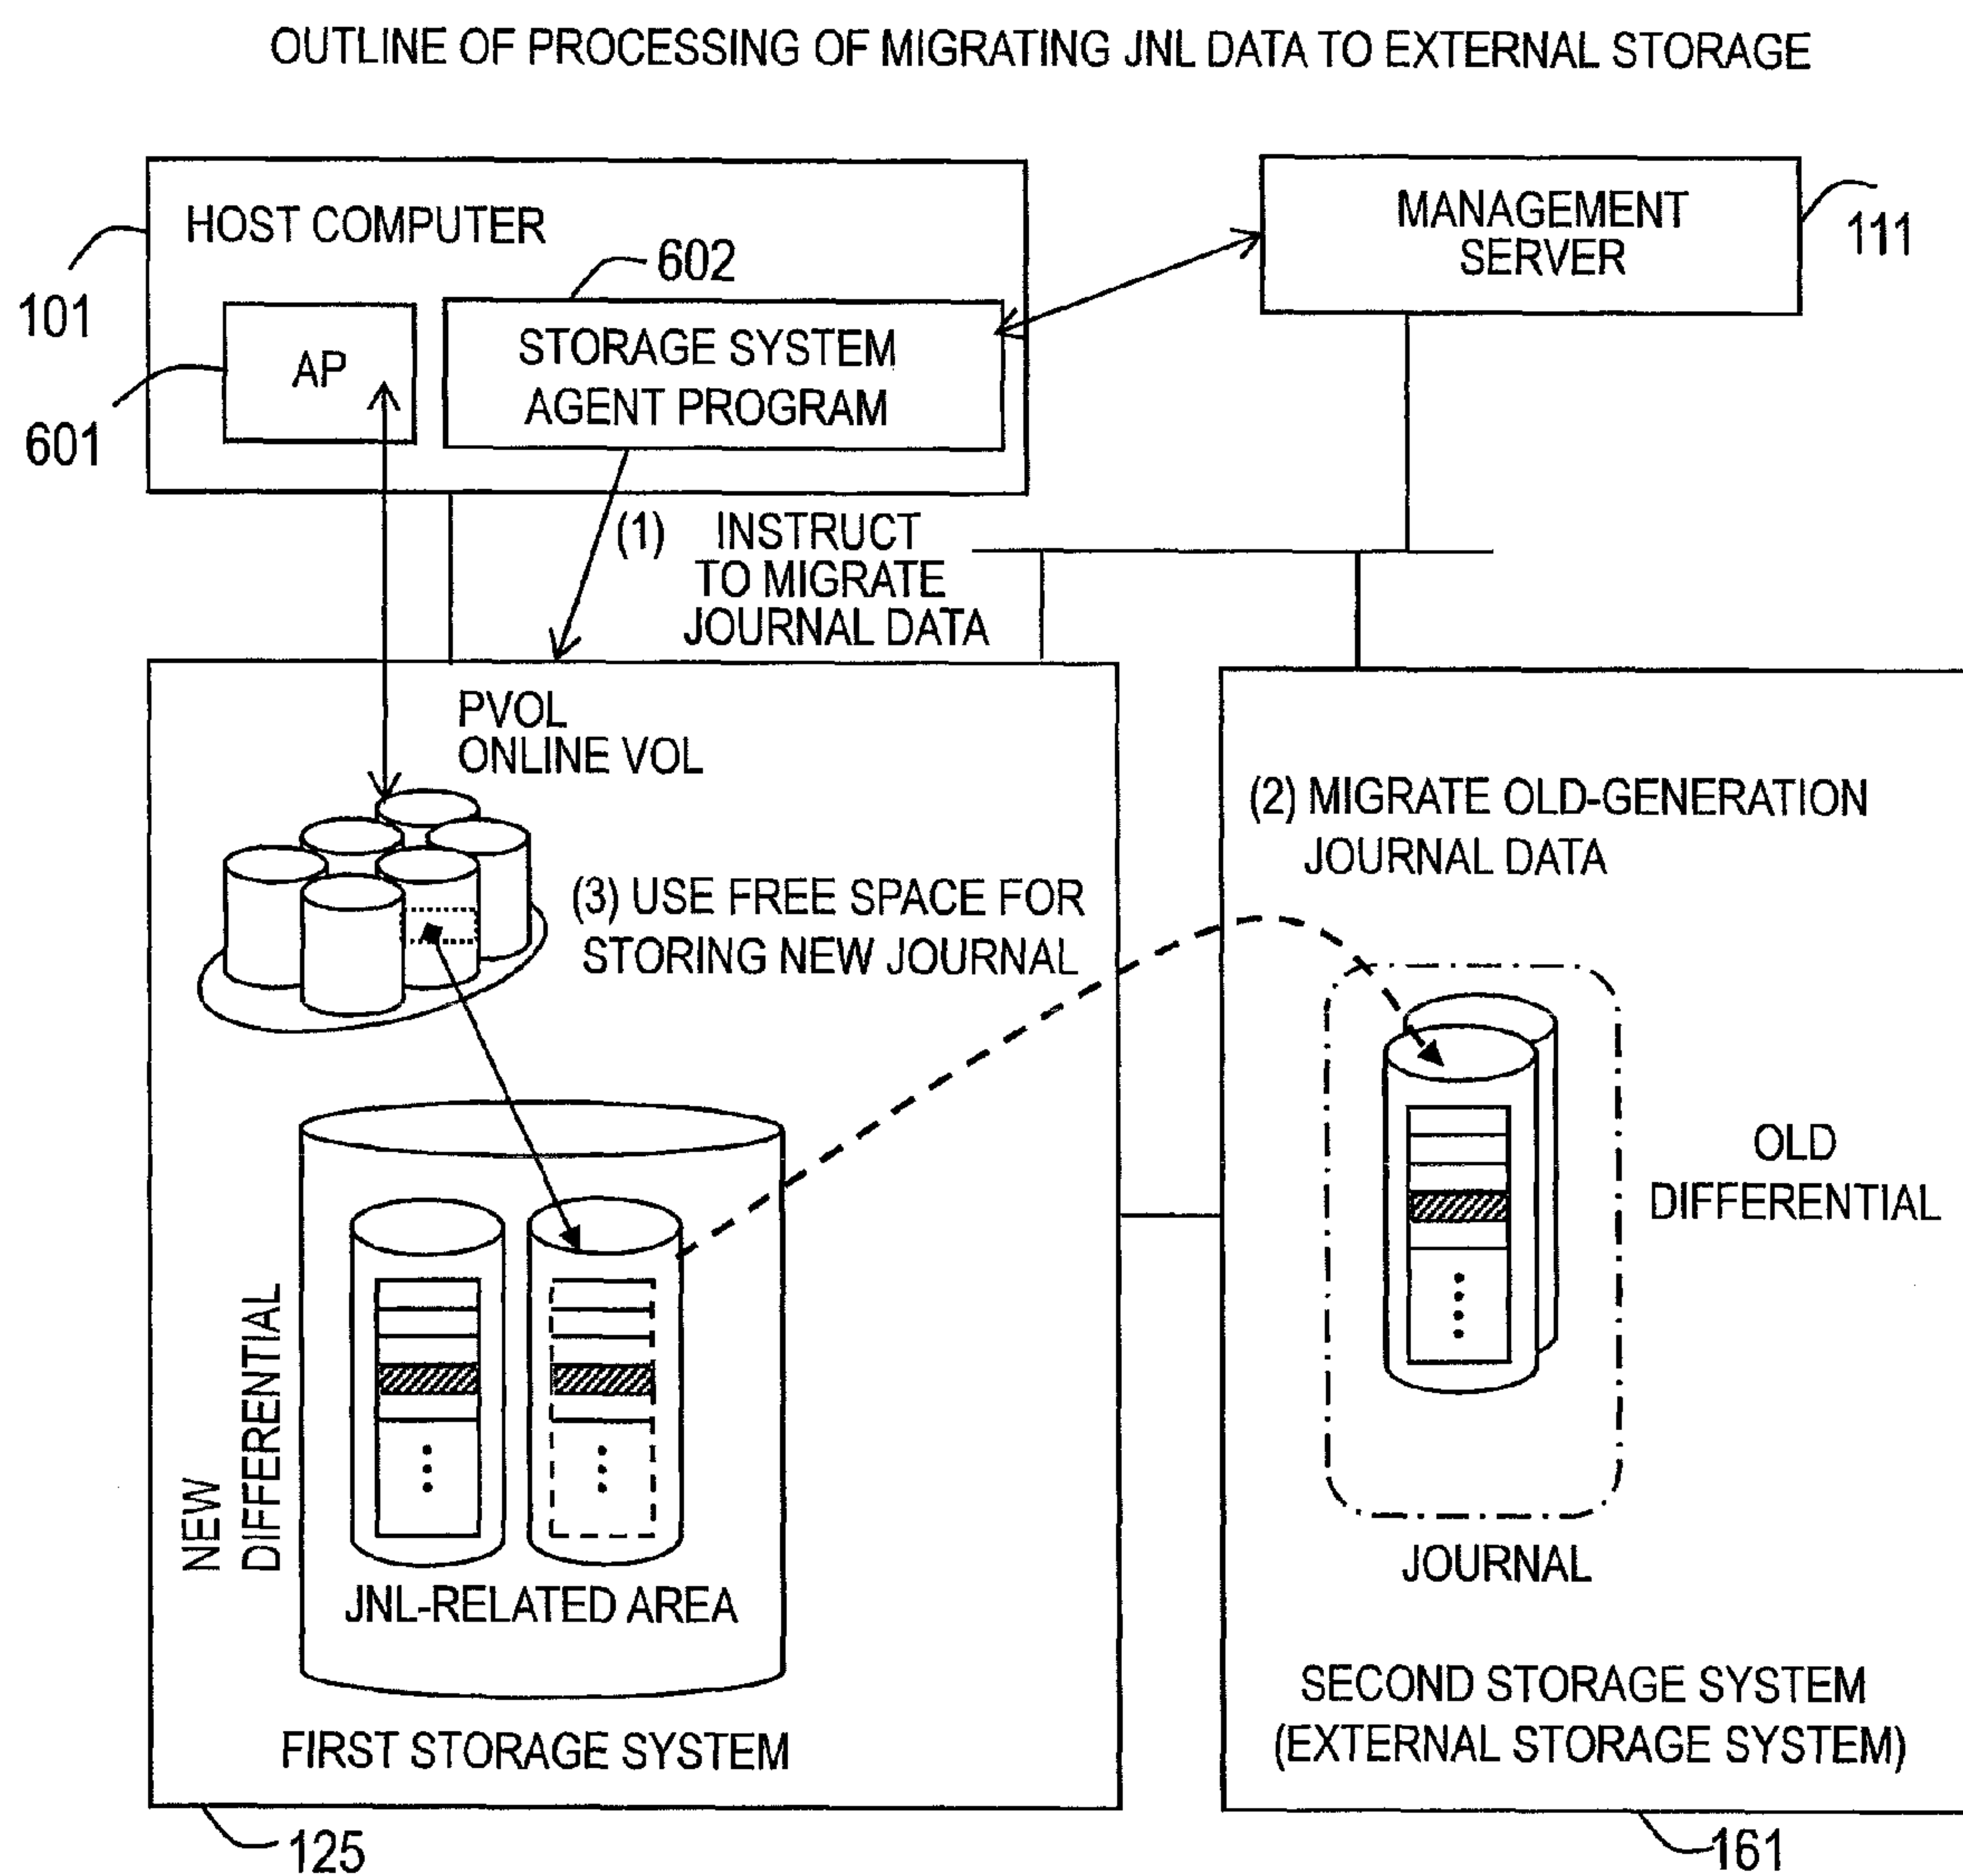 OUTLINE OF PROCESSING OF MIGRATING JNL DATA TO EXTERNAL STORAGE
HOST COMPUTER
101
AP
601
602
STORAGE SYSTEM
AGENT PROGRAM
MANAGEMENT
SERVER
111
(1) INSTRUCT
TO MIGRATE
JOURNAL DATA
PVOL
ONLINE VOL
(2) MIGRATE OLD-GENERATION
JOURNAL DATA
(3) USE FREE SPACE FOR
STORING NEW JOURNAL
OLD
DIFFERENTIAL
NEW
DIFFERENTIAL
JNL-RELATED AREA
JOURNAL
FIRST STORAGE SYSTEM
125
SECOND STORAGE SYSTEM
(EXTERNAL STORAGE SYSTEM)
161